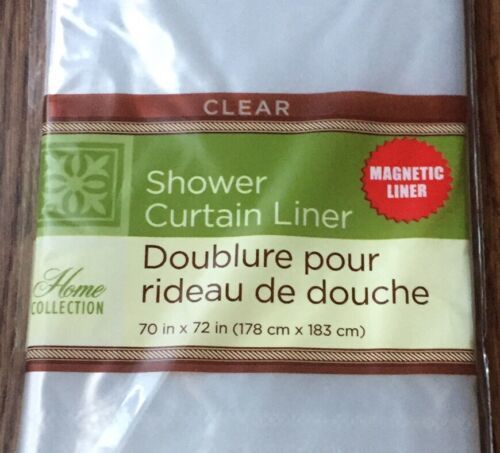 CLEAR
MAGNETIC
LINER
Shower
Curtain Liner
Doublure pour
rideau de douche
Home
COLLECTION
70 in x 72 in (178 cm x 183 cm)